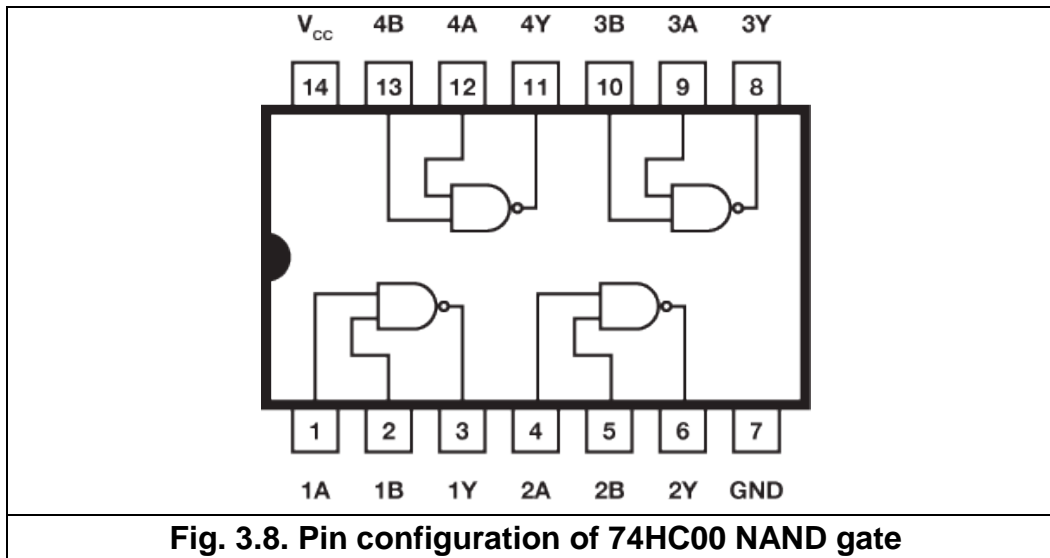 VCC 4B 4A 4Y 3B 3A 3Y
14 13 12 11 10 9 8
1 2 3 4 5 6 7
1A 1B 1Y 2A 2B 2Y GND
Fig. 3.8. Pin configuration of 74HC00 NAND gate